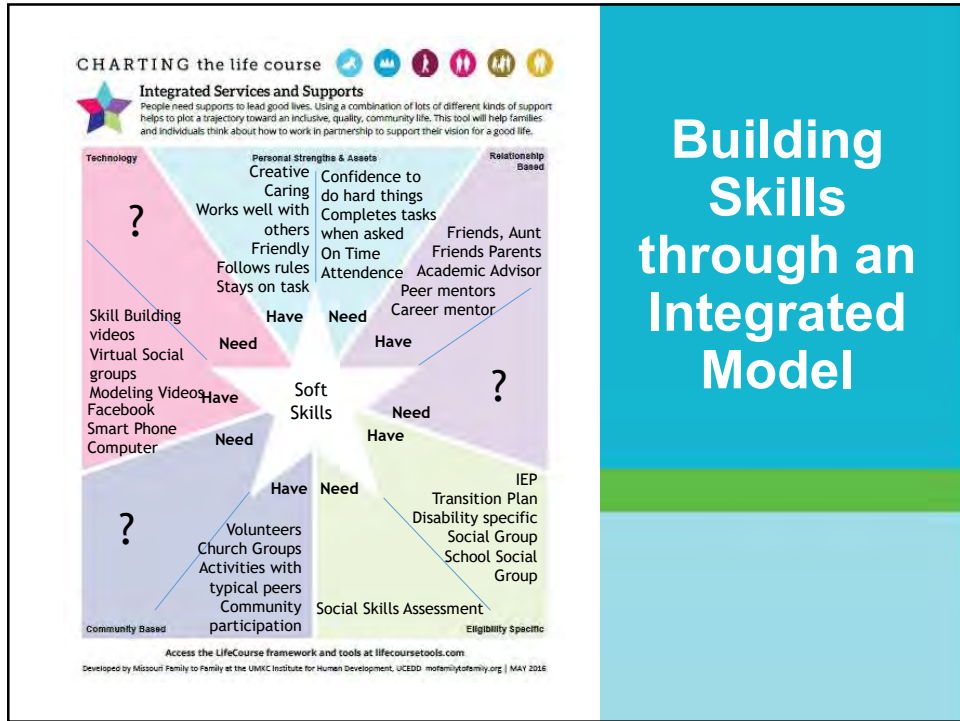 CHARTING the life course
Integrated Services and Supports
People need supports to lead good lives. Using a combination of lots of different kinds of support
helps to plot a trajectory toward an inclusive, quality, community life. This tool will help families
and individuals think about how to work in partnership to support their vision for a good life.
Technology
?
Need
Skill Building
videos
Virtual Social
groups
Modeling Videos
Facebook
Smart Phone
Computer
Have
Personal Strengths & Assets
Creative
Caring
Works well with
others
Friendly
Follows rules
Stays on task
Have
Confidence to
do hard things
Completes tasks
when asked
On Time
Attendence
Need
Relationship
Based
Friends, Aunt
Friends Parents
Academic Advisor
Peer mentors
Career mentor
Have
?
Need
Soft
Skills
Need
?
Community Based
Have
Volunteers
Church Groups
Activities with
typical peers
Community
participation
Have
IEP
Transition Plan
Disability specific
Social Group
School Social
Group
Need
Social Skills Assessment
Eligibility Specific
Access the LifeCourse framework and tools at lifecoursetools.com
Developed by Missouri Family to Family at the UMKC Institute for Human Development, UCEDD mofamilytofamily.org | MAY 2016
Building
Skills
through an
Integrated
Model